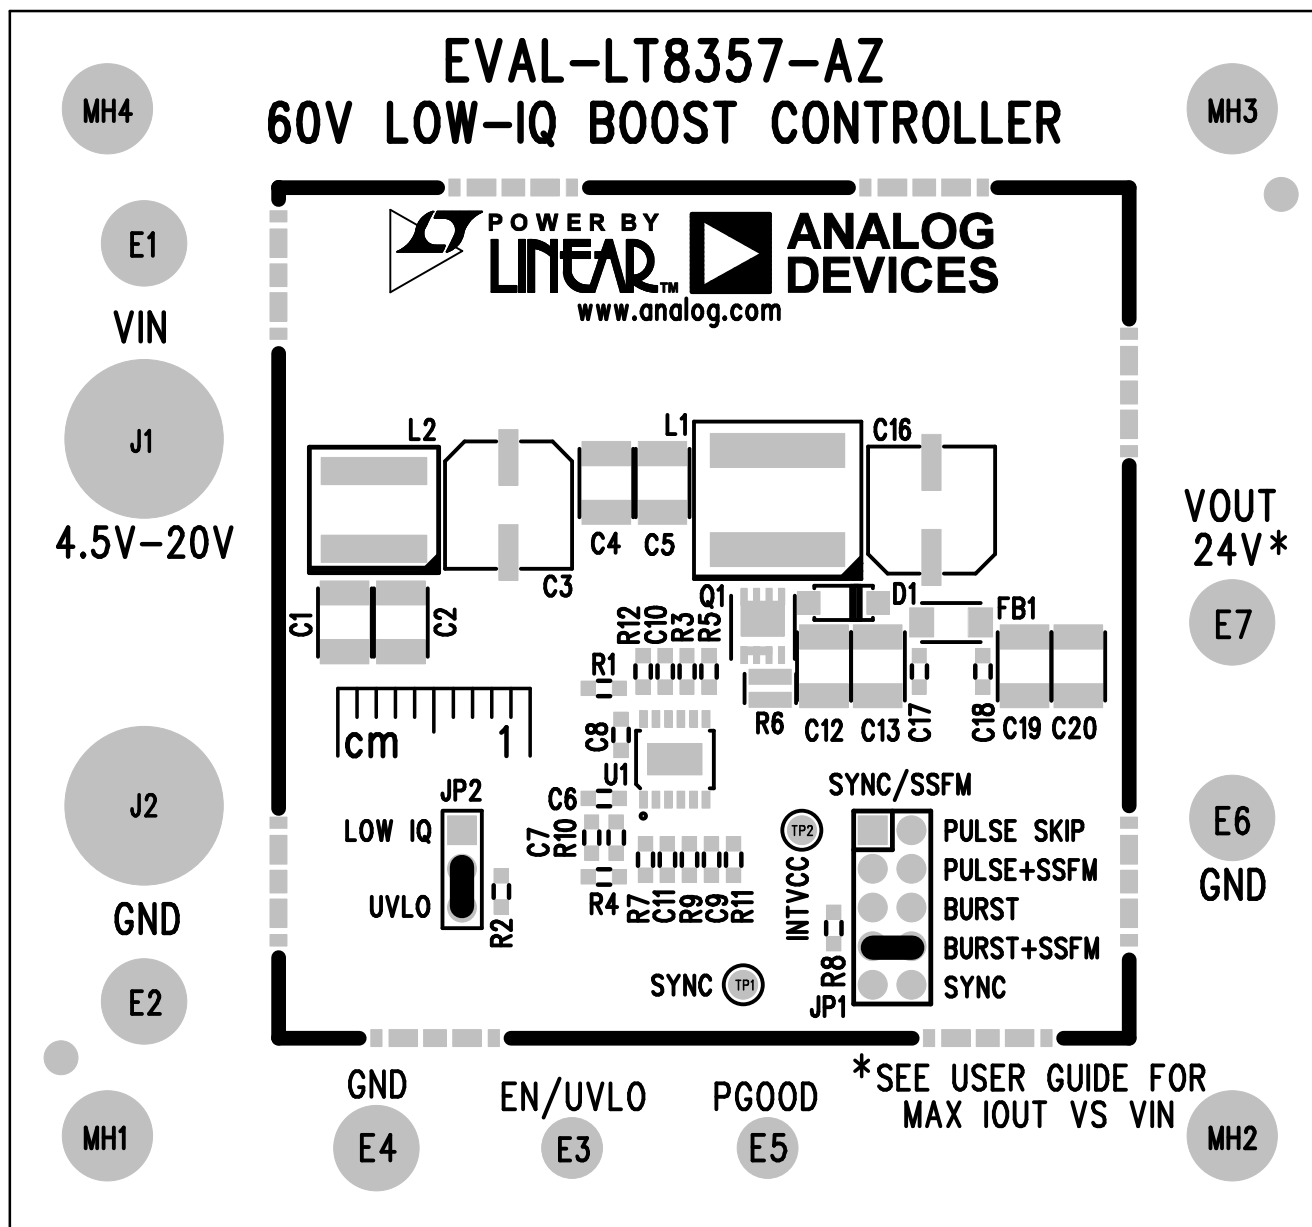 EVAL-LT8357-AZ
60V LOW-IQ BOOST CONTROLLER
MH4
MH3
E1
VIN
J1
4.5V-20V
POWER BY
LINEAR™
ANALOG
DEVICES
www.analog.com
L2
L1
C16
C4
C5
C3
VOUT
24V*
E7
C1
C2
Q1
D1
FB1
R12
C10
R3
R5
R1
R6
C12
C13
C17
C18
C19
C20
cm 1
C8
U1
C6
J2
GND
E2
JP2
LOW IQ
UVLO
R2
C7
R10
R4
R7
C11
R9
C9
R11
TP2
INTVCC
SYNC
TP1
SYNC/SSFM
PULSE SKIP
PULSE+SSFM
BURST
BURST+SSFM
SYNC
R8
JP1
E6
GND
MH1
GND
E4
EN/UVLO
E3
PGOOD
E5
*SEE USER GUIDE FOR
MAX IOUT VS VIN
MH2